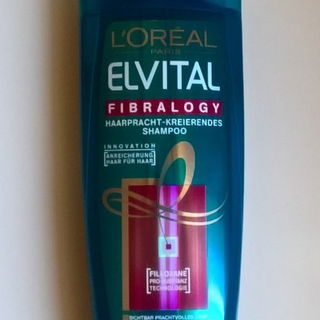 L'ORÉAL
PARIS
ELVITAL
FIBRALOGY
HAARPRACHT-KREIERENDES
SHAMPOO
INNOVATION
ANREICHERUNG
HAAR FÜR HAAR
FILLOXANE
TECHNOLOGIE